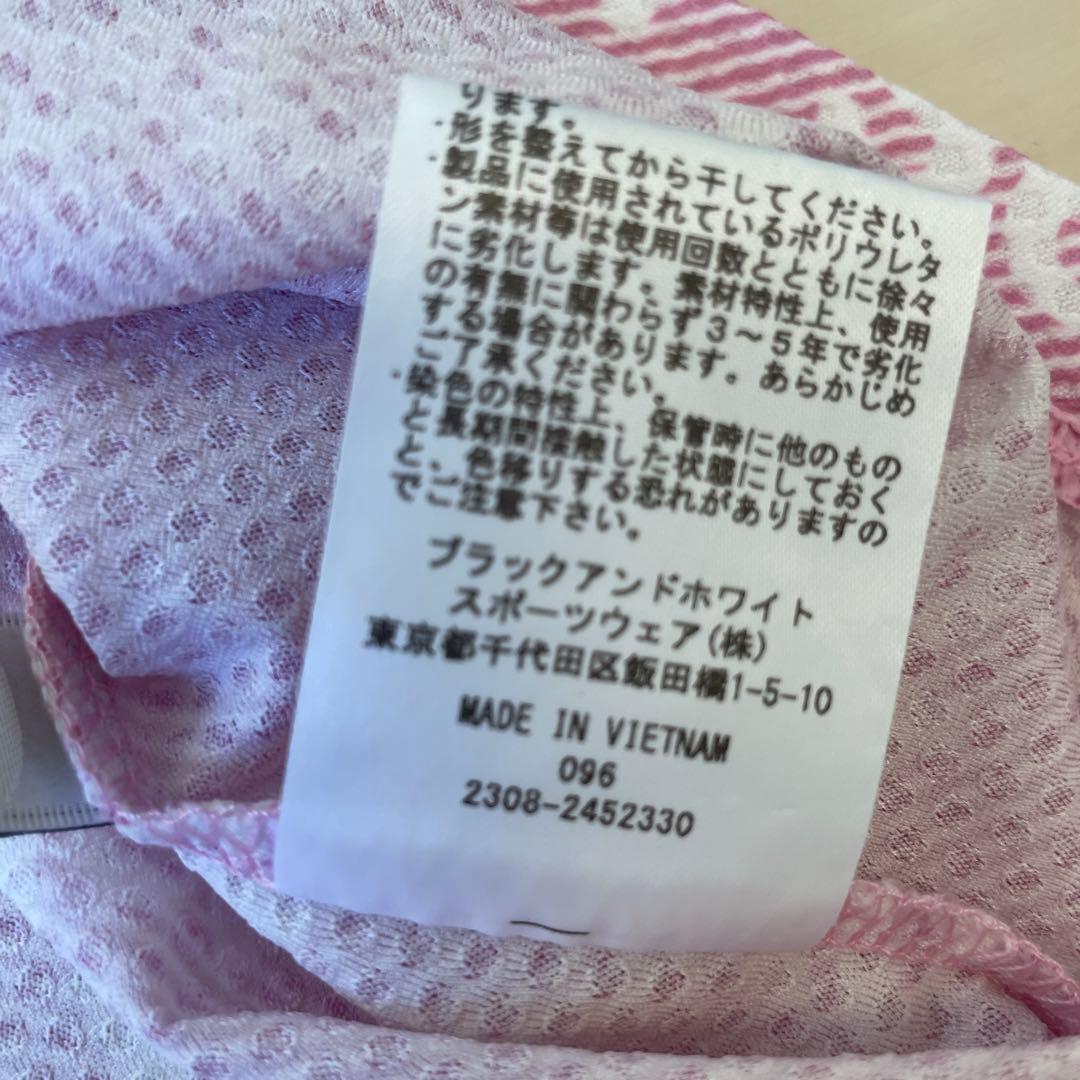 ります。
・形を整えてから干してください。
・製品に使用されているポリウレタ
ン素材等は使用回数とともに徐々
に劣化します。素材特性上、使用
の有無に関わらず3~5年で劣化
する場合があります。あらかじめ
ご了承ください。
・染色の特性上、保管時に他のもの
と長期間接触した状態にしておく
と、色移りする恐れがありますの
でご注意下さい。
ブラックアンドホワイト
スポーツウェア(株)
東京都千代田区飯田橋1-5-10
MADE IN VIETNAM
096
2308-2452330